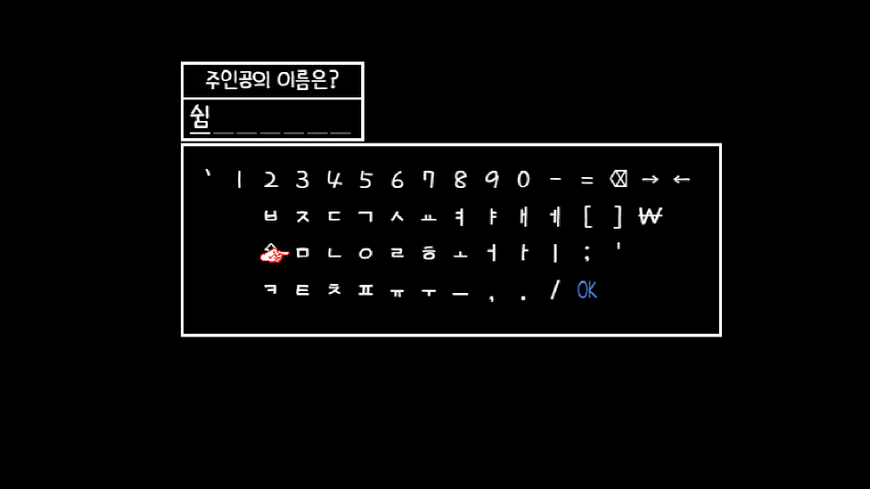 주인공의 이름은?
쉼
` 1 2 3 4 5 6 7 8 9 0 - = ⌫ → ←
ㅂ ㅈ ㄷ ㄱ ㅅ ㅛ ㅕ ㅑ ㅐ ㅔ [ ] ₩
ㅁ ㄴ ㅇ ㄹ ㅎ ㅗ ㅓ ㅏ ㅣ ; '
ㅋ ㅌ ㅊ ㅍ ㅠ ㅜ ㅡ , . / OK